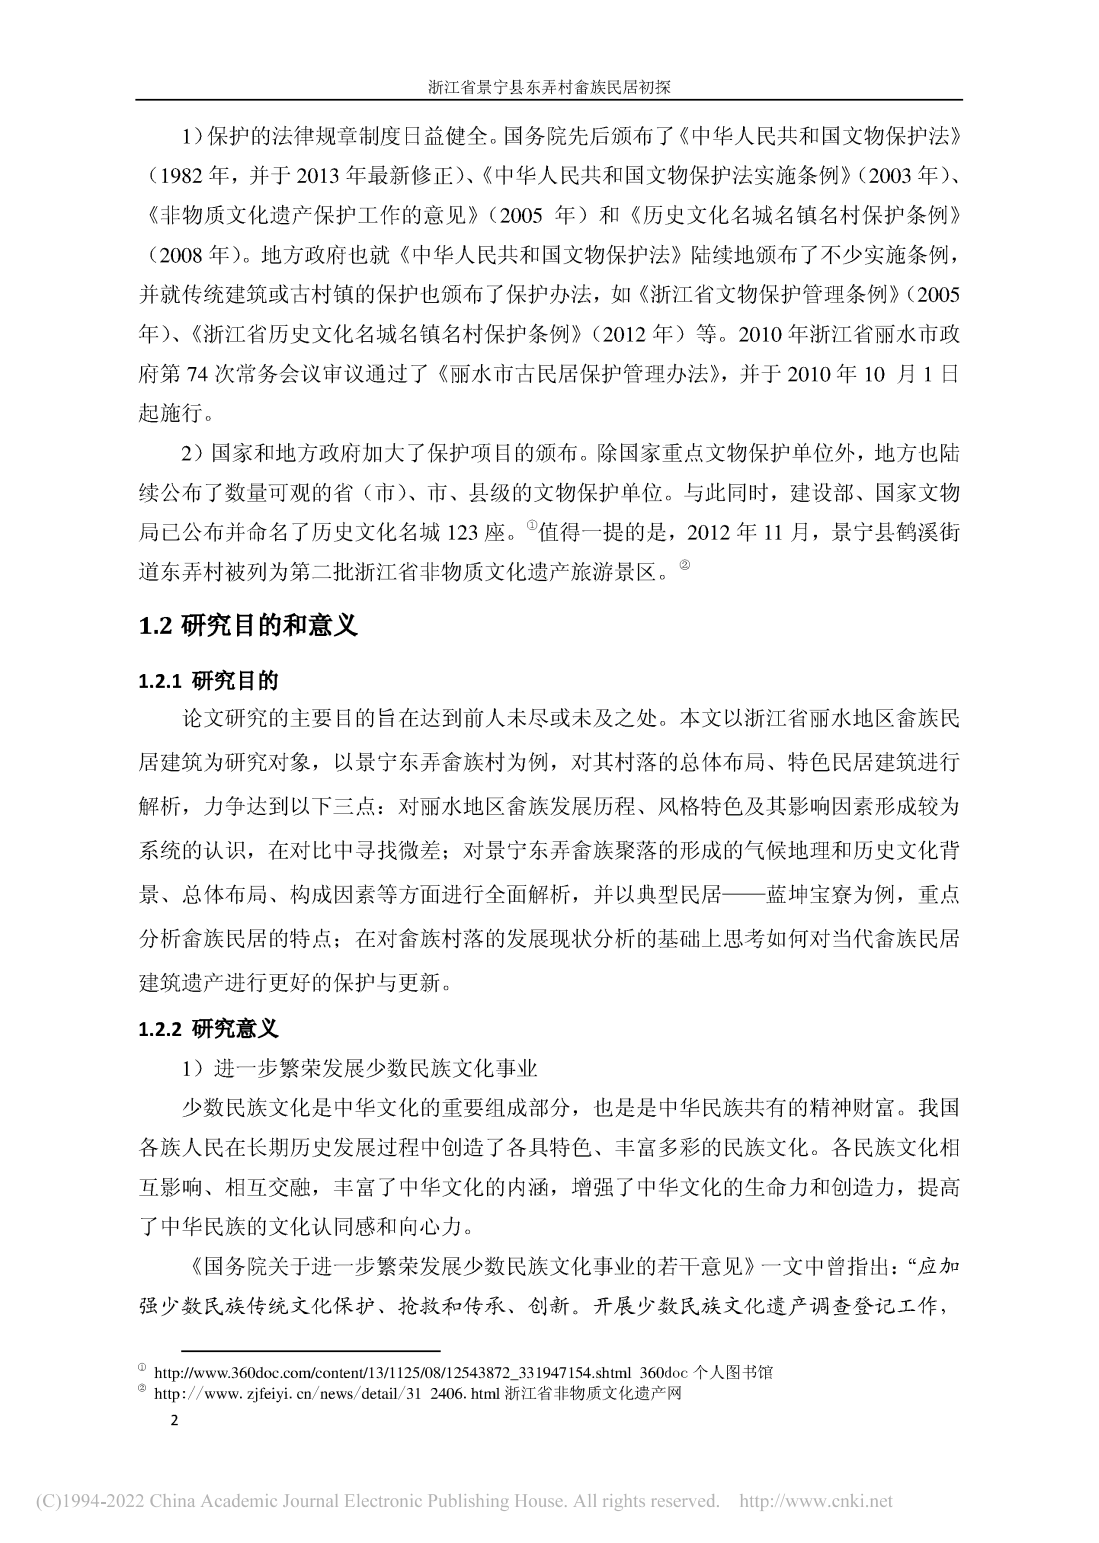 浙江省景宁县东弄村畲族民居初探
1）保护的法律规章制度日益健全。国务院先后颁布了《中华人民共和国文物保护法》
（1982 年，并于 2013 年最新修正）、《中华人民共和国文物保护法实施条例》（2003 年）、
《非物质文化遗产保护工作的意见》（2005 年）和《历史文化名城名镇名村保护条例》
（2008 年）。地方政府也就《中华人民共和国文物保护法》陆续地颁布了不少实施条例，
并就传统建筑或古村镇的保护也颁布了保护办法，如《浙江省文物保护管理条例》（2005
年）、《浙江省历史文化名城名镇名村保护条例》（2012 年）等。2010 年浙江省丽水市政
府第 74 次常务会议审议通过了《丽水市古民居保护管理办法》，并于 2010 年 10 月 1 日
起施行。
2）国家和地方政府加大了保护项目的颁布。除国家重点文物保护单位外，地方也陆
续公布了数量可观的省（市）、市、县级的文物保护单位。与此同时，建设部、国家文物
局已公布并命名了历史文化名城 123 座。①值得一提的是，2012 年 11 月，景宁县鹤溪街
道东弄村被列为第二批浙江省非物质文化遗产旅游景区。②
1.2 研究目的和意义
1.2.1 研究目的
论文研究的主要目的旨在达到前人未尽或未及之处。本文以浙江省丽水地区畲族民
居建筑为研究对象，以景宁东弄畲族村为例，对其村落的总体布局、特色民居建筑进行
解析，力争达到以下三点：对丽水地区畲族发展历程、风格特色及其影响因素形成较为
系统的认识，在对比中寻找微差；对景宁东弄畲族聚落的形成的气候地理和历史文化背
景、总体布局、构成因素等方面进行全面解析，并以典型民居——蓝坤宝寮为例，重点
分析畲族民居的特点；在对畲族村落的发展现状分析的基础上思考如何对当代畲族民居
建筑遗产进行更好的保护与更新。
1.2.2 研究意义
1）进一步繁荣发展少数民族文化事业
少数民族文化是中华文化的重要组成部分，也是是中华民族共有的精神财富。我国
各族人民在长期历史发展过程中创造了各具特色、丰富多彩的民族文化。各民族文化相
互影响、相互交融，丰富了中华文化的内涵，增强了中华文化的生命力和创造力，提高
了中华民族的文化认同感和向心力。
《国务院关于进一步繁荣发展少数民族文化事业的若干意见》一文中曾指出：“应加
强少数民族传统文化保护、抢救和传承、创新。开展少数民族文化遗产调查登记工作，
① http://www.360doc.com/content/13/1125/08/12543872_331947154.shtml 360doc 个人图书馆
② http://www.zjfeiyi.cn/news/detail/31 2406.html 浙江省非物质文化遗产网
2
(C)1994-2022 China Academic Journal Electronic Publishing House. All rights reserved. http://www.cnki.net